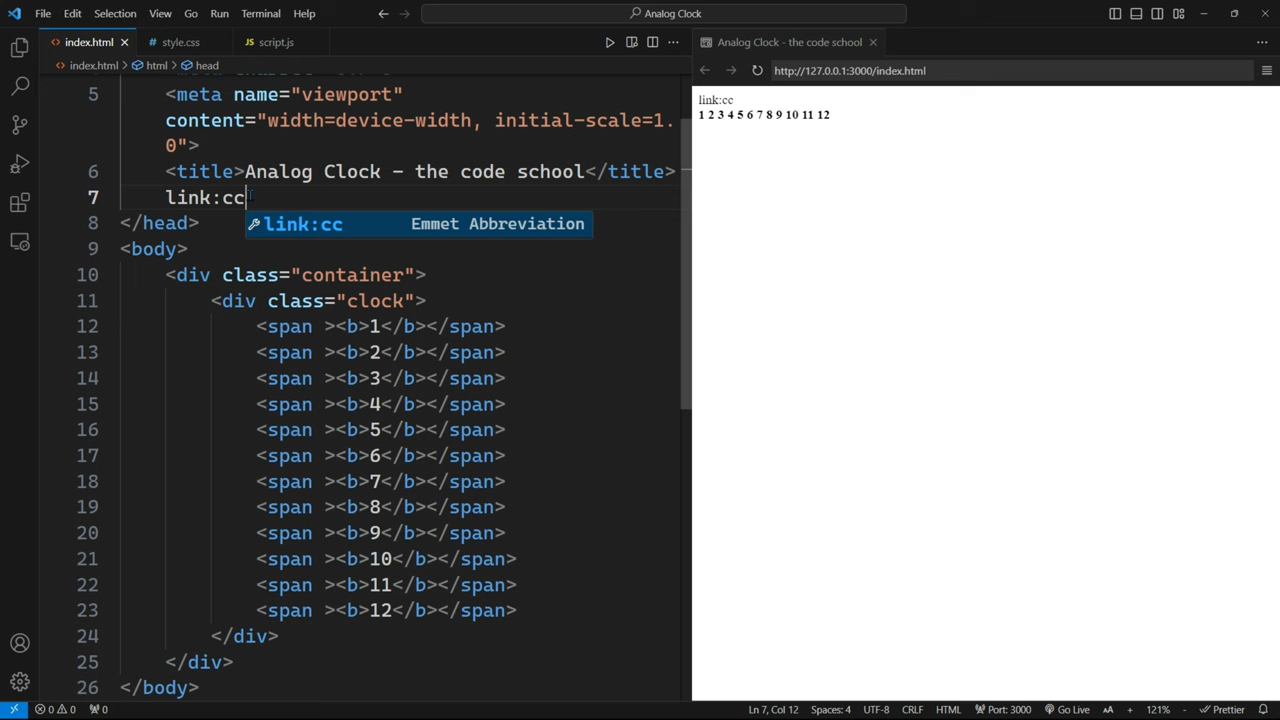 File Edit Selection View Go Run Terminal Help
Analog Clock
index.html
style.css
JS script.js
Analog Clock - the code school
index.html > html > head
http://127.0.0.1:3000/index.html
5 <meta name="viewport"
content="width=device-width, initial-scale=1.
0">
6 <title>Analog Clock - the code school</title>
7 link:cc
link:cc Emmet Abbreviation
8 </head>
9 <body>
10 <div class="container">
11 <div class="clock">
12 <span ><b>1</b></span>
13 <span ><b>2</b></span>
14 <span ><b>3</b></span>
15 <span ><b>4</b></span>
16 <span ><b>5</b></span>
17 <span ><b>6</b></span>
18 <span ><b>7</b></span>
19 <span ><b>8</b></span>
20 <span ><b>9</b></span>
21 <span ><b>10</b></span>
22 <span ><b>11</b></span>
23 <span ><b>12</b></span>
24 </div>
25 </div>
26 </body>
link:cc
1 2 3 4 5 6 7 8 9 10 11 12
0 0 0 Ln 7, Col 12 Spaces: 4 UTF-8 CRLF HTML Port: 3000 Go Live AA + 121% - Prettier